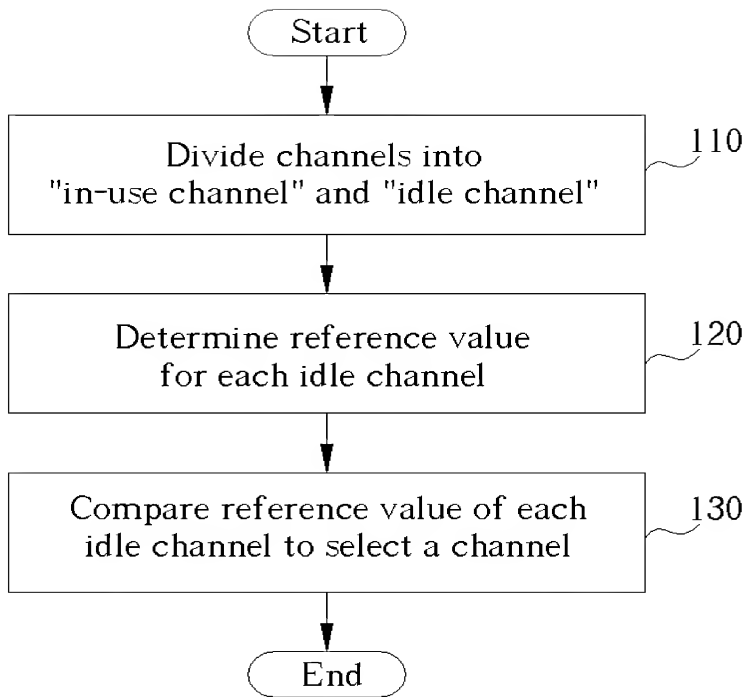 Start
Divide channels into
"in-use channel" and "idle channel"
110
Determine reference value
for each idle channel
120
Compare reference value of each
idle channel to select a channel
130
End